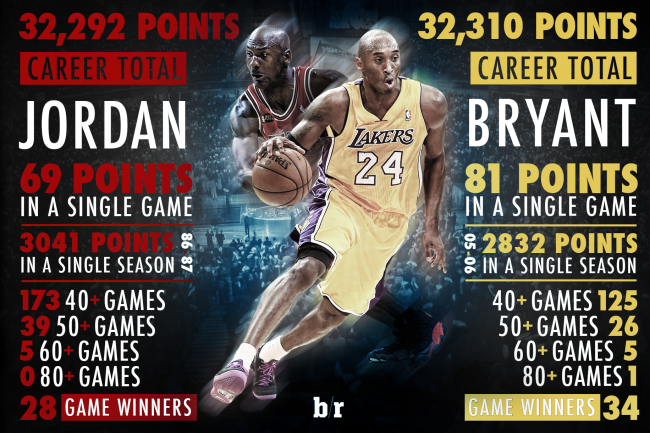 32,292 POINTS
CAREER TOTAL
JORDAN
69 POINTS
IN A SINGLE GAME
3041 POINTS
IN A SINGLE SEASON
86 87
173 40+ GAMES
39 50+ GAMES
5 60+ GAMES
0 80+ GAMES
28 GAME WINNERS
LAKERS
24
b/r
32,310 POINTS
CAREER TOTAL
BRYANT
81 POINTS
IN A SINGLE GAME
05-06
2832 POINTS
IN A SINGLE SEASON
40+ GAMES 125
50+ GAMES 26
60+ GAMES 5
80+ GAMES 1
GAME WINNERS 34